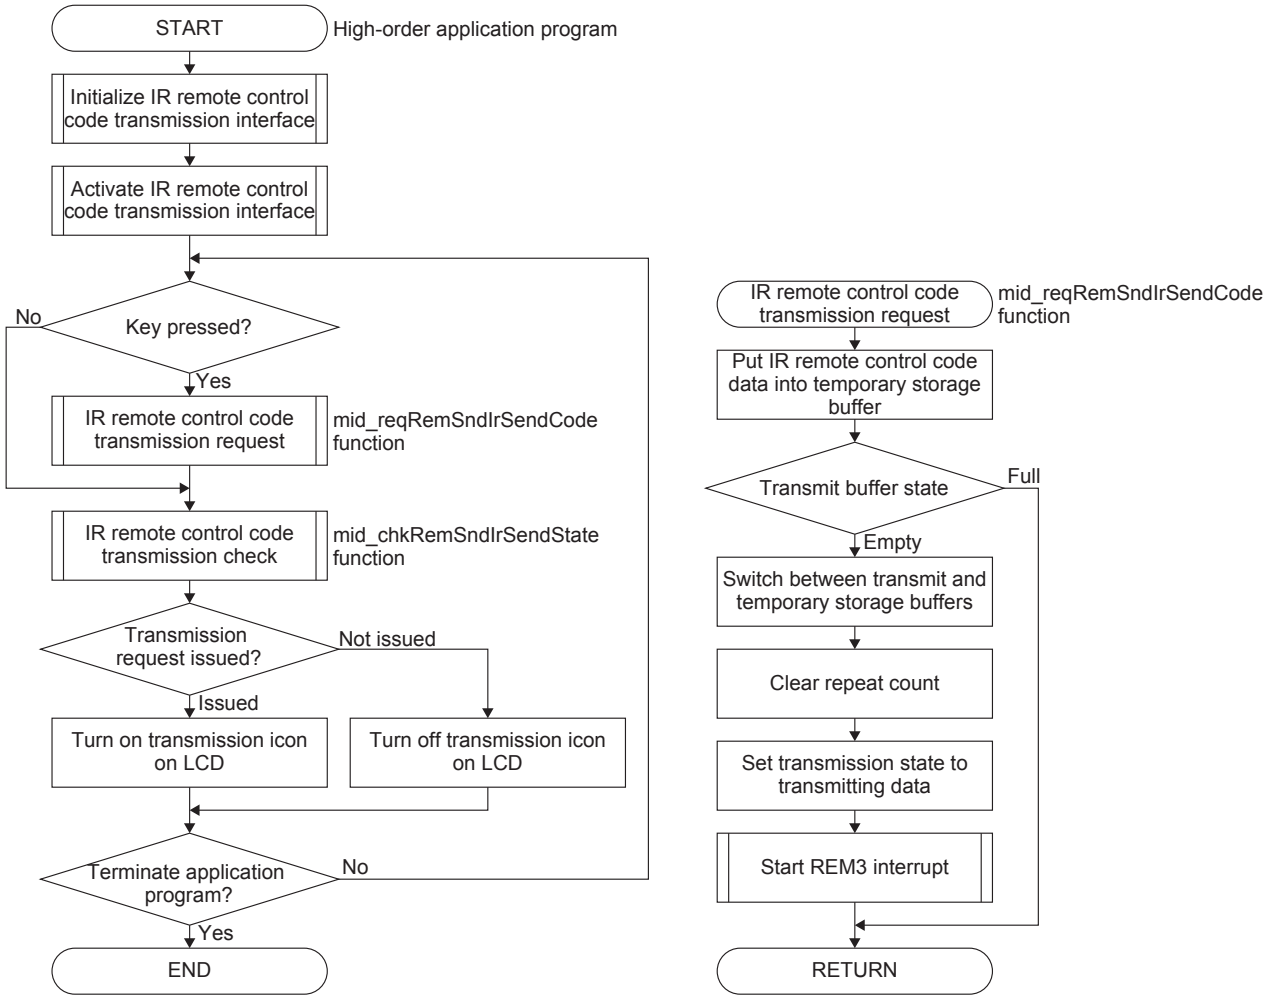 START
High-order application program
Initialize IR remote control
code transmission interface
Activate IR remote control
code transmission interface
Key pressed?
No
Yes
IR remote control code
transmission request
mid_reqRemSndIrSendCode
function
IR remote control code
transmission check
mid_chkRemSndIrSendState
function
Transmission
request issued?
Not issued
Issued
Turn on transmission icon
on LCD
Turn off transmission icon
on LCD
Terminate application
program?
No
Yes
END
IR remote control code
transmission request
mid_reqRemSndIrSendCode
function
Put IR remote control code
data into temporary storage
buffer
Transmit buffer state
Full
Empty
Switch between transmit and
temporary storage buffers
Clear repeat count
Set transmission state to
transmitting data
Start REM3 interrupt
RETURN